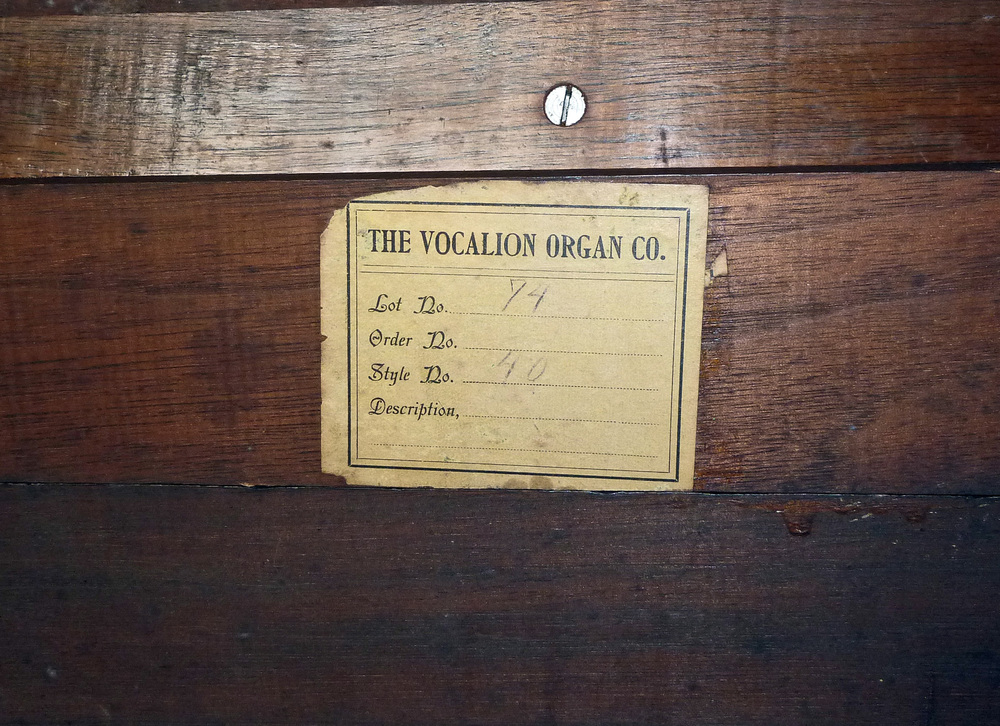 THE VOCALION ORGAN CO.
Lot No. 74
Order No.
Style No. 40
Description,